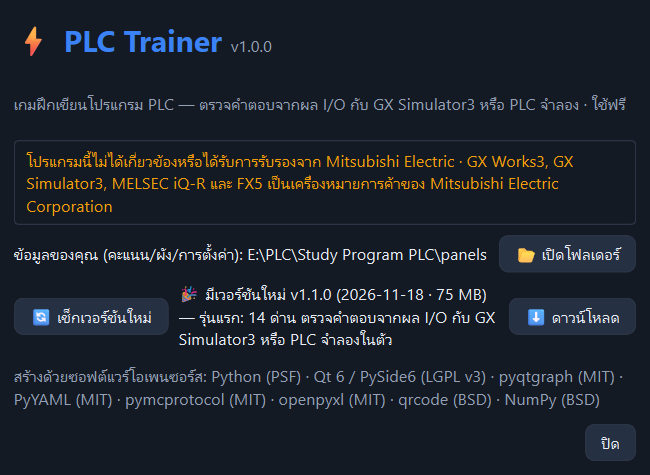 PLC Trainer v1.0.0
เกมฝึกเขียนโปรแกรม PLC — ตรวจคำตอบจากผล I/O กับ GX Simulator3 หรือ PLC จำลอง · ใช้ฟรี
โปรแกรมนี้ไม่ได้เกี่ยวข้องหรือได้รับการรับรองจาก Mitsubishi Electric · GX Works3, GX
Simulator3, MELSEC iQ-R และ FX5 เป็นเครื่องหมายการค้าของ Mitsubishi Electric
Corporation
ข้อมูลของคุณ (คะแนน/ผัง/การตั้งค่า): E:\PLC\Study Program PLC\panels
เปิดโฟลเดอร์
เช็กเวอร์ชันใหม่
มีเวอร์ชันใหม่ v1.1.0 (2026-11-18 · 75 MB)
— รุ่นแรก: 14 ด่าน ตรวจคำตอบจากผล I/O กับ GX
Simulator3 หรือ PLC จำลองในตัว
ดาวน์โหลด
สร้างด้วยซอฟต์แวร์โอเพนซอร์ส: Python (PSF) · Qt 6 / PySide6 (LGPL v3) · pyqtgraph (MIT) ·
PyYAML (MIT) · pymcprotocol (MIT) · openpyxl (MIT) · qrcode (BSD) · NumPy (BSD)
ปิด